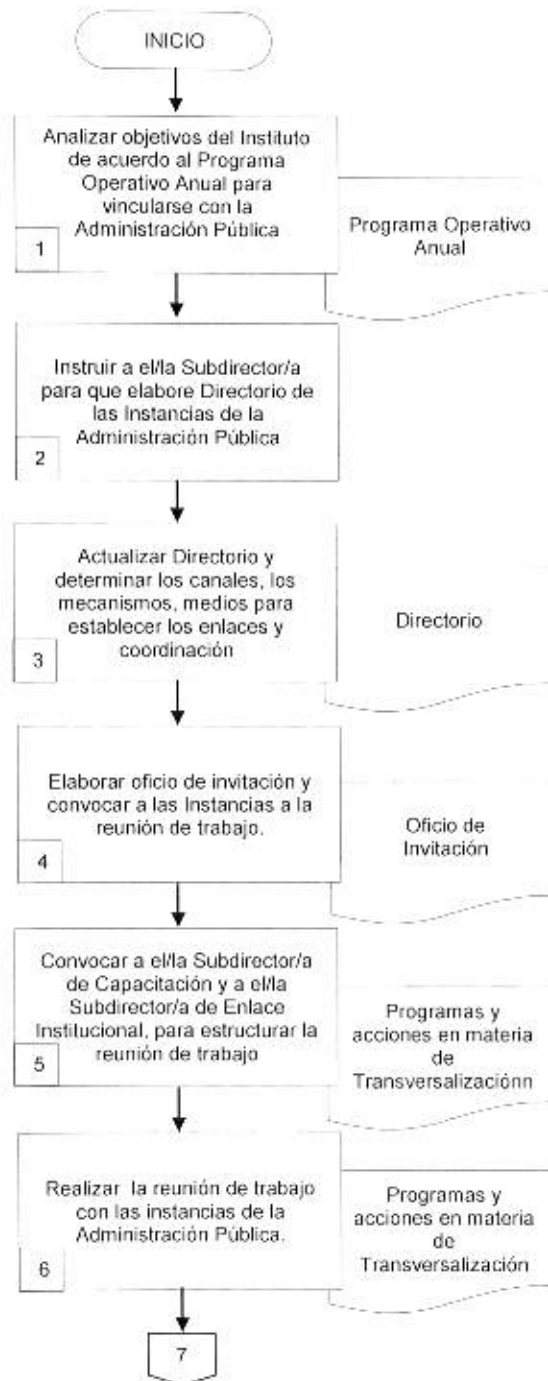 INICIO
Analizar objetivos del Instituto
de acuerdo al Programa
Operativo Anual para
vincularse con la
Administración Pública
1
Programa Operativo
Anual
Instruir a el/la Subdirector/a
para que elabore Directorio de
las Instancias de la
Administración Pública
2
Actualizar Directorio y
determinar los canales, los
mecanismos, medios para
establecer los enlaces y
coordinación
3
Directorio
Elaborar oficio de invitación y
convocar a las Instancias a la
reunión de trabajo.
4
Oficio de
Invitación
Convocar a el/la Subdirector/a
de Capacitación y a el/la
Subdirector/a de Enlace
Institucional, para estructurar la
reunión de trabajo
5
Programas y
acciones en materia
de
Transversalizaciónn
Realizar la reunión de trabajo
con las instancias de la
Administración Pública.
6
Programas y
acciones en materia
de
Transversalización
7